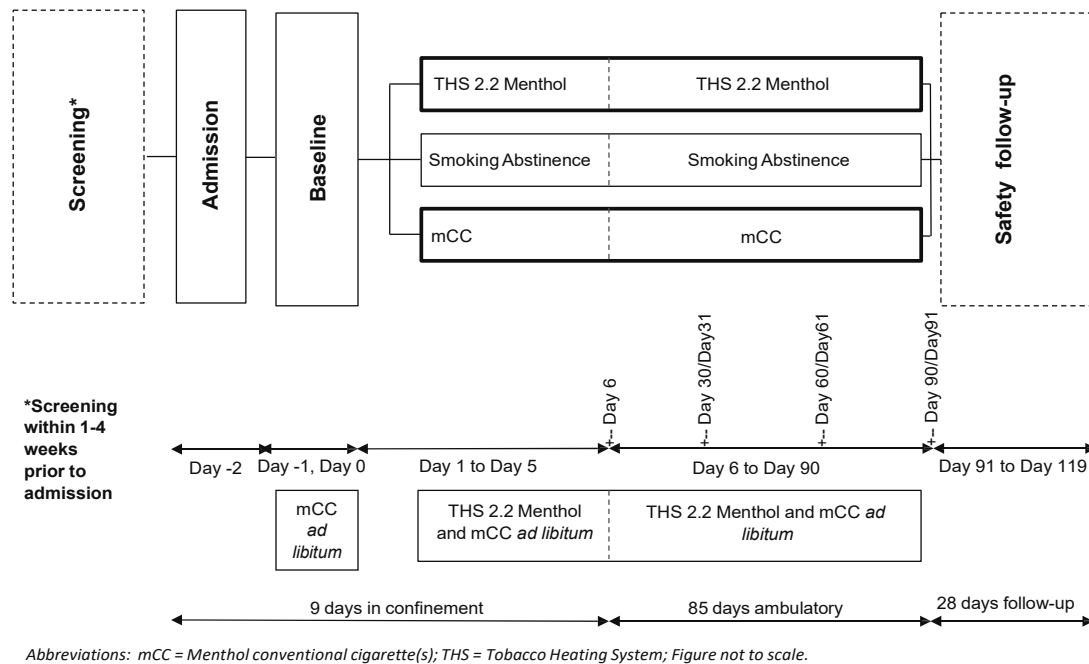 Screening*
Admission
Baseline
THS 2.2 Menthol
THS 2.2 Menthol
Smoking Abstinence
Smoking Abstinence
mCC
mCC
Safety follow-up
*Screening
within 1-4
weeks
prior to
admission
+-- Day 6
+-- Day 30/Day31
+-- Day 60/Day61
+-- Day 90/Day91
Day -2
Day -1, Day 0
Day 1 to Day 5
Day 6 to Day 90
Day 91 to Day 119
mCC
ad
libitum
THS 2.2 Menthol
and mCC ad libitum
THS 2.2 Menthol and mCC ad
libitum
9 days in confinement
85 days ambulatory
28 days follow-up
Abbreviations: mCC = Menthol conventional cigarette(s); THS = Tobacco Heating System; Figure not to scale.